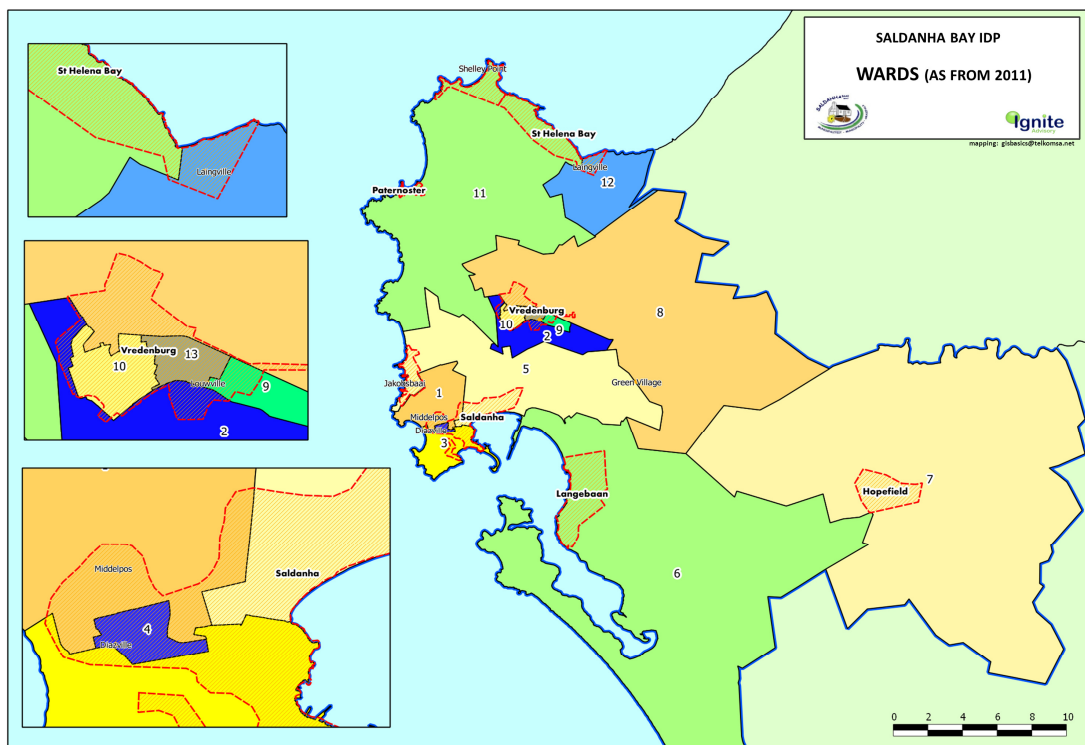 SALDANHA BAY IDP
WARDS (AS FROM 2011)
Ignite
Advisory
mapping: gisbasics@telkomsa.net
St Helena Bay
Laingville
Vredenburg
13
10
Louwville
9
2
Middelpos
Saldanha
4
Diazville
Shelley Point
St Helena Bay
Laingville
12
Paternoster
11
8
Vredenburg
10
9
2
5
Jakobsbaai
Green Village
1
Middelpos
Saldanha
Diazville
3
7
Hopefield
Langebaan
6
0 2 4 6 8 10